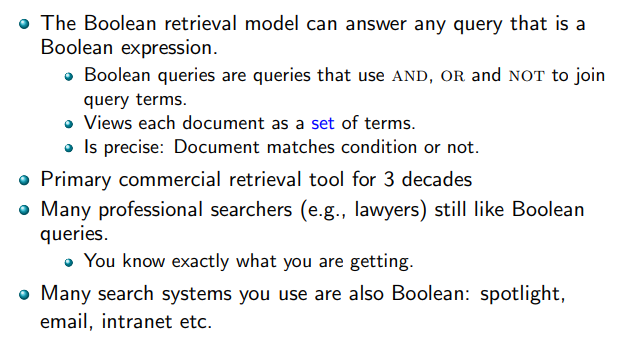 The Boolean retrieval model can answer any query that is a
Boolean expression.
Boolean queries are queries that use AND, OR and NOT to join
query terms.
Views each document as a set of terms.
Is precise: Document matches condition or not.
Primary commercial retrieval tool for 3 decades
Many professional searchers (e.g., lawyers) still like Boolean
queries.
You know exactly what you are getting.
Many search systems you use are also Boolean: spotlight,
email, intranet etc.